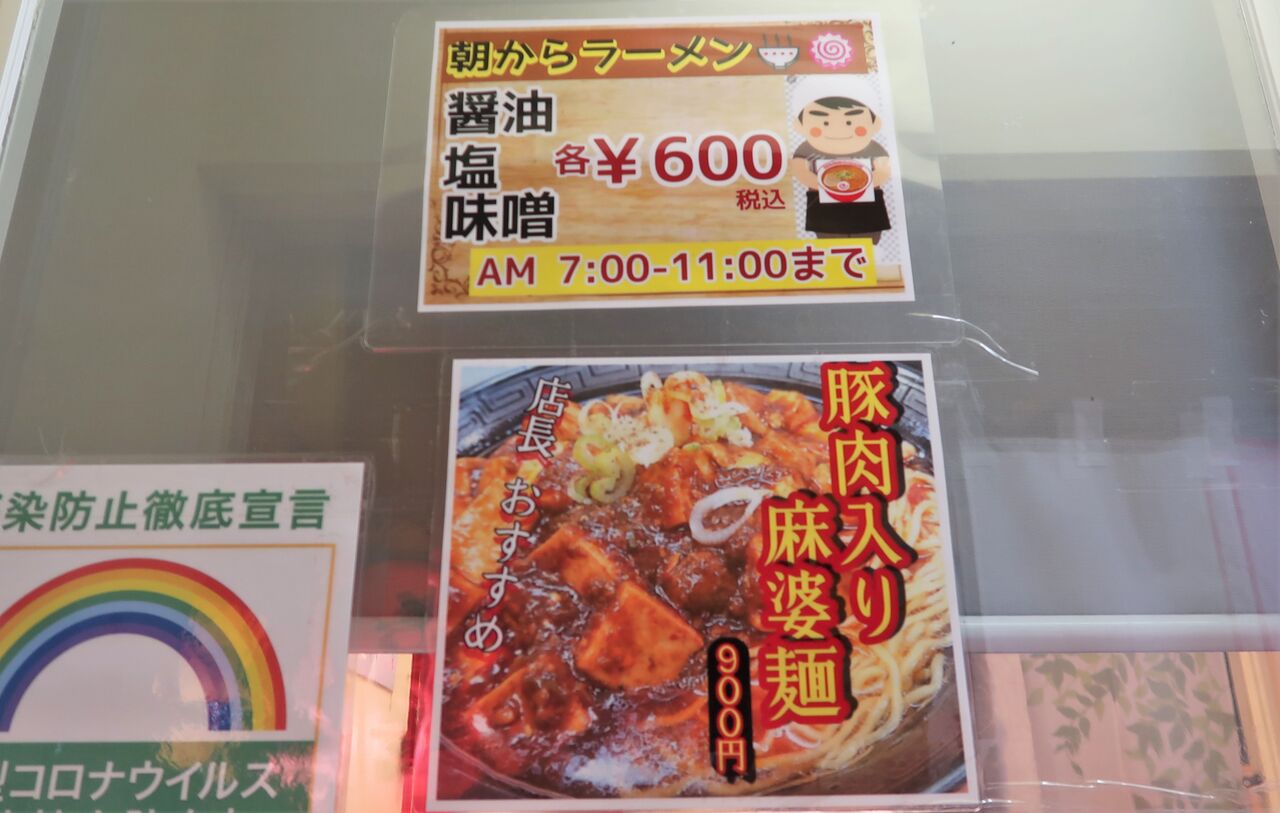 朝からラーメン
醤油
塩
味噌
各¥600
税込
AM 7:00-11:00まで
豚肉入り
麻婆麺
900円
店長 おすすめ
染防止徹底宣言
コロナウイルス